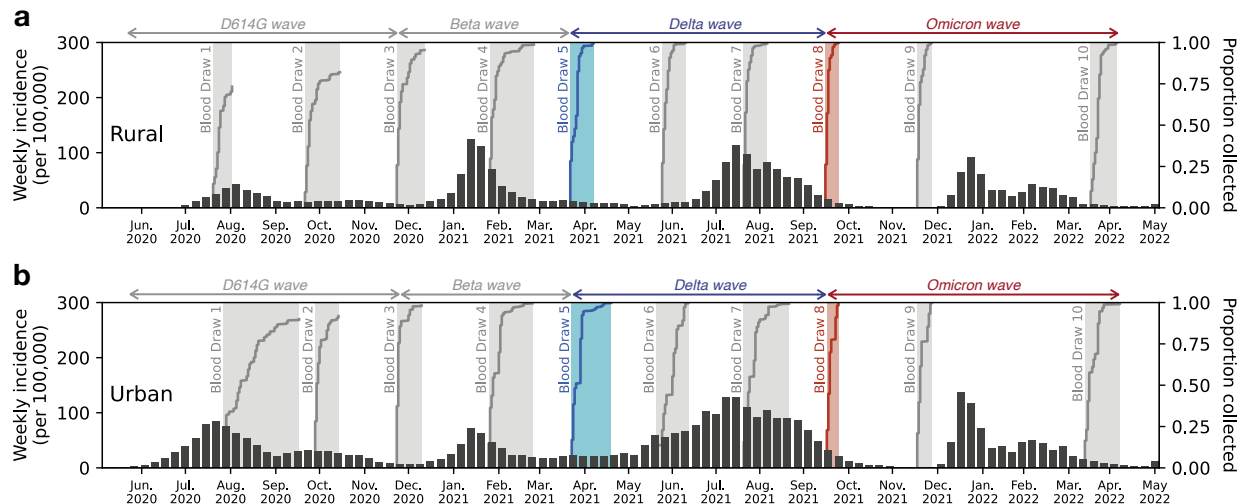 a
D614G wave Beta wave Delta wave Omicron wave
Weekly incidence
(per 100,000)
300
200
100
0
Rural
Blood Draw 1
Blood Draw 2
Blood Draw 3
Blood Draw 4
Blood Draw 5
Blood Draw 6
Blood Draw 7
Blood Draw 8
Blood Draw 9
Blood Draw 10
1.00
0.75
0.50
0.25
0.00
Proportion collected
Jun. Jul. Aug. Sep. Oct. Nov. Dec. Jan. Feb. Mar. Apr. May Jun. Jul. Aug. Sep. Oct. Nov. Dec. Jan. Feb. Mar. Apr. May
2020 2020 2020 2020 2020 2020 2020 2021 2021 2021 2021 2021 2021 2021 2021 2021 2021 2021 2021 2022 2022 2022 2022 2022
b
D614G wave Beta wave Delta wave Omicron wave
Weekly incidence
(per 100,000)
300
200
100
0
Urban
Blood Draw 1
Blood Draw 2
Blood Draw 3
Blood Draw 4
Blood Draw 5
Blood Draw 6
Blood Draw 7
Blood Draw 8
Blood Draw 9
Blood Draw 10
1.00
0.75
0.50
0.25
0.00
Proportion collected
Jun. Jul. Aug. Sep. Oct. Nov. Dec. Jan. Feb. Mar. Apr. May Jun. Jul. Aug. Sep. Oct. Nov. Dec. Jan. Feb. Mar. Apr. May
2020 2020 2020 2020 2020 2020 2020 2021 2021 2021 2021 2021 2021 2021 2021 2021 2021 2021 2021 2022 2022 2022 2022 2022